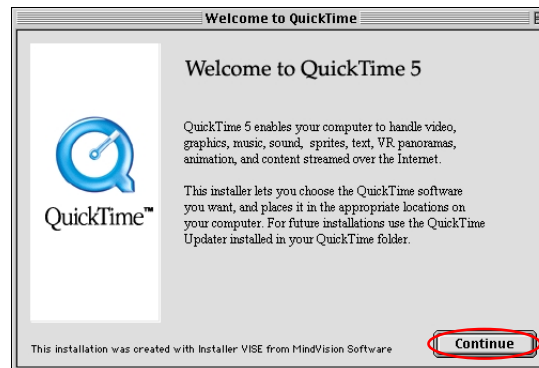 Welcome to QuickTime
Welcome to QuickTime 5
QuickTime 5 enables your computer to handle video,
graphics, music, sound, sprites, text, VR panoramas,
animation, and content streamed over the Internet.
This installer lets you choose the QuickTime software
you want, and places it in the appropriate locations on
your computer. For future installations use the QuickTime
Updater installed in your QuickTime folder.
QuickTime™
This installation was created with Installer VISE from MindVision Software
Continue